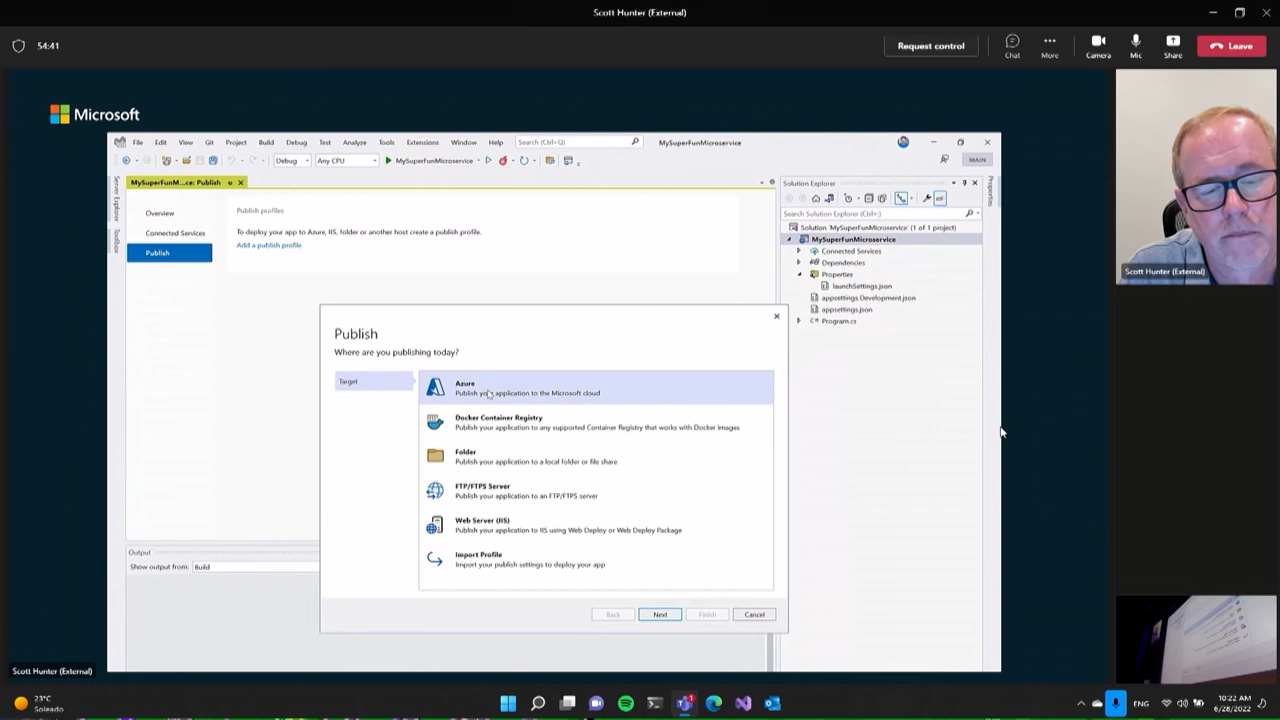 Scott Hunter (External)
54:41
Request control
Chat
More
Camera
Mic
Share
Leave
Microsoft
File Edit View Git Project Build Debug Test Analyze Tools Extensions Window Help Search (Ctrl+Q) MySuperFunMicroservice
Debug Any CPU MySuperFunMicroservice
MAIN
Server Explorer
Toolbox
MySuperFunM...ce: Publish
Overview
Connected Services
Publish
Publish profiles
To deploy your app to Azure, IIS, folder or another host create a publish profile.
Add a publish profile
Publish
Where are you publishing today?
Target
Azure
Publish your application to the Microsoft cloud
Docker Container Registry
Publish your application to any supported Container Registry that works with Docker images
Folder
Publish your application to a local folder or file share
FTP/FTPS Server
Publish your application to an FTP/FTPS server
Web Server (IIS)
Publish your application to IIS using Web Deploy or Web Deploy Package
Import Profile
Import your publish settings to deploy your app
Back Next Finish Cancel
Output
Show output from: Build
Solution Explorer
Search Solution Explorer (Ctrl+;)
Solution 'MySuperFunMicroservice' (1 of 1 project)
MySuperFunMicroservice
Connected Services
Dependencies
Properties
launchSettings.json
appsettings.Development.json
appsettings.json
C# Program.cs
Properties
Scott Hunter (External)
Scott Hunter (External)
23°C
Soleado
1
ENG
10:22 AM
6/28/2022